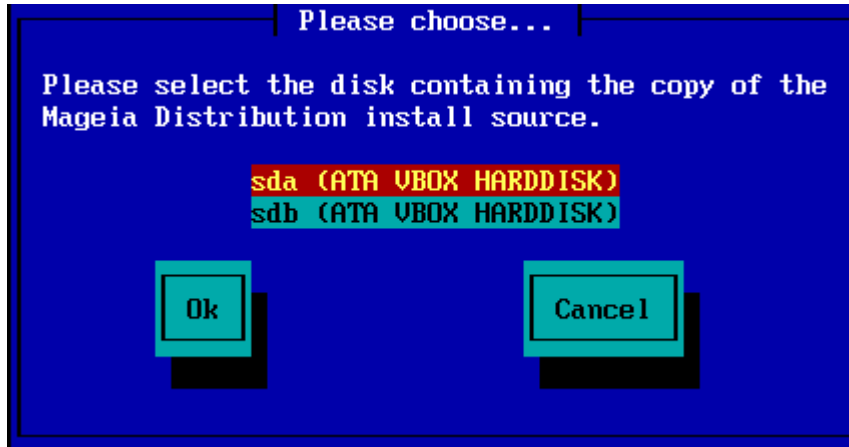 Please choose...
Please select the disk containing the copy of the
Mageia Distribution install source.
sda (ATA VBOX HARDDISK)
sdb (ATA VBOX HARDDISK)
Ok
Cancel